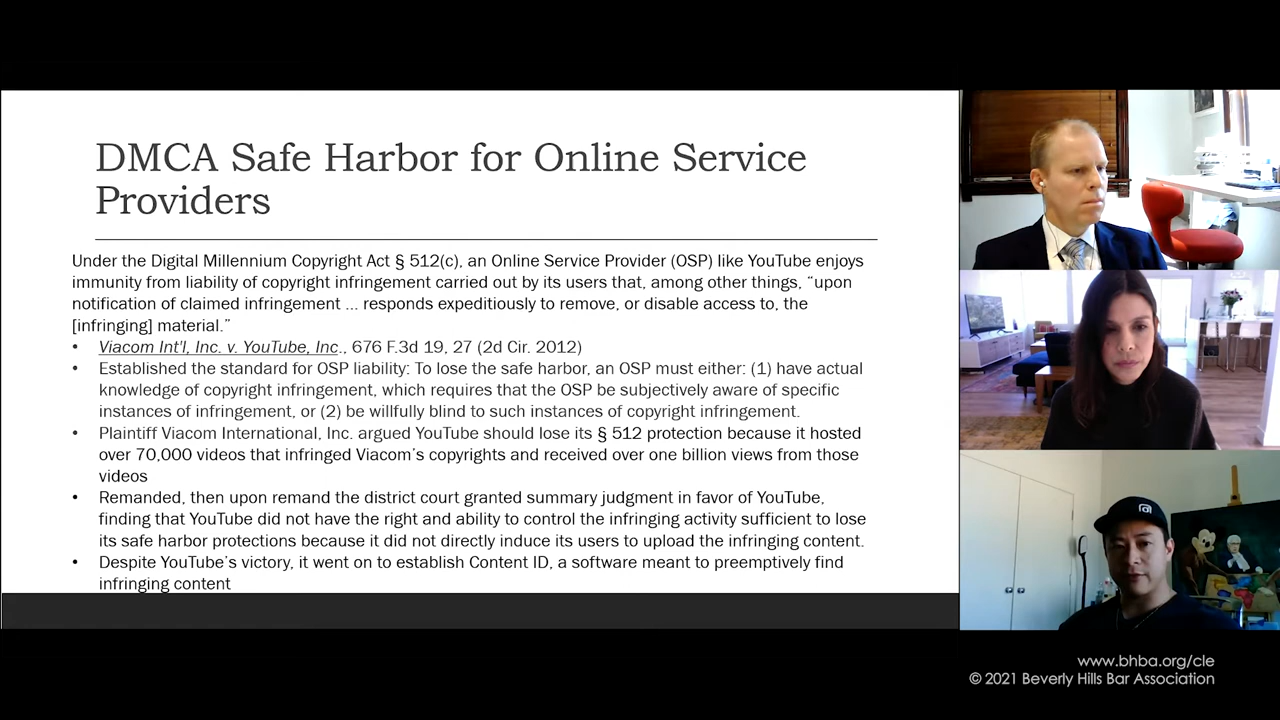 DMCA Safe Harbor for Online Service
Providers
Under the Digital Millennium Copyright Act § 512(c), an Online Service Provider (OSP) like YouTube enjoys
immunity from liability of copyright infringement carried out by its users that, among other things, “upon
notification of claimed infringement ... responds expeditiously to remove, or disable access to, the
[infringing] material.”
• Viacom Int'l, Inc. v. YouTube, Inc., 676 F.3d 19, 27 (2d Cir. 2012)
• Established the standard for OSP liability: To lose the safe harbor, an OSP must either: (1) have actual
knowledge of copyright infringement, which requires that the OSP be subjectively aware of specific
instances of infringement, or (2) be willfully blind to such instances of copyright infringement.
• Plaintiff Viacom International, Inc. argued YouTube should lose its § 512 protection because it hosted
over 70,000 videos that infringed Viacom’s copyrights and received over one billion views from those
videos
• Remanded, then upon remand the district court granted summary judgment in favor of YouTube,
finding that YouTube did not have the right and ability to control the infringing activity sufficient to lose
its safe harbor protections because it did not directly induce its users to upload the infringing content.
• Despite YouTube’s victory, it went on to establish Content ID, a software meant to preemptively find
infringing content
www.bhba.org/cle
© 2021 Beverly Hills Bar Association